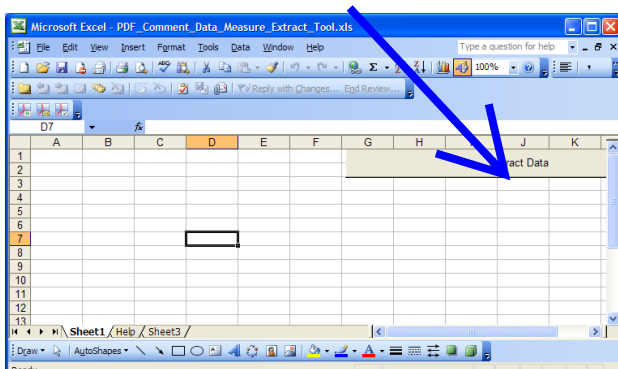 Microsoft Excel - PDF_Comment_Data_Measure_Extract_Tool.xls
File Edit View Insert Format Tools Data Window Help Type a question for help
100%
Reply with Changes... End Review...
D7 fx
A B C D E F G H J K
1
2 ract Data
3
4
5
6
7
8
9
10
11
12
13
Sheet1 Help Sheet3
Draw AutoShapes A